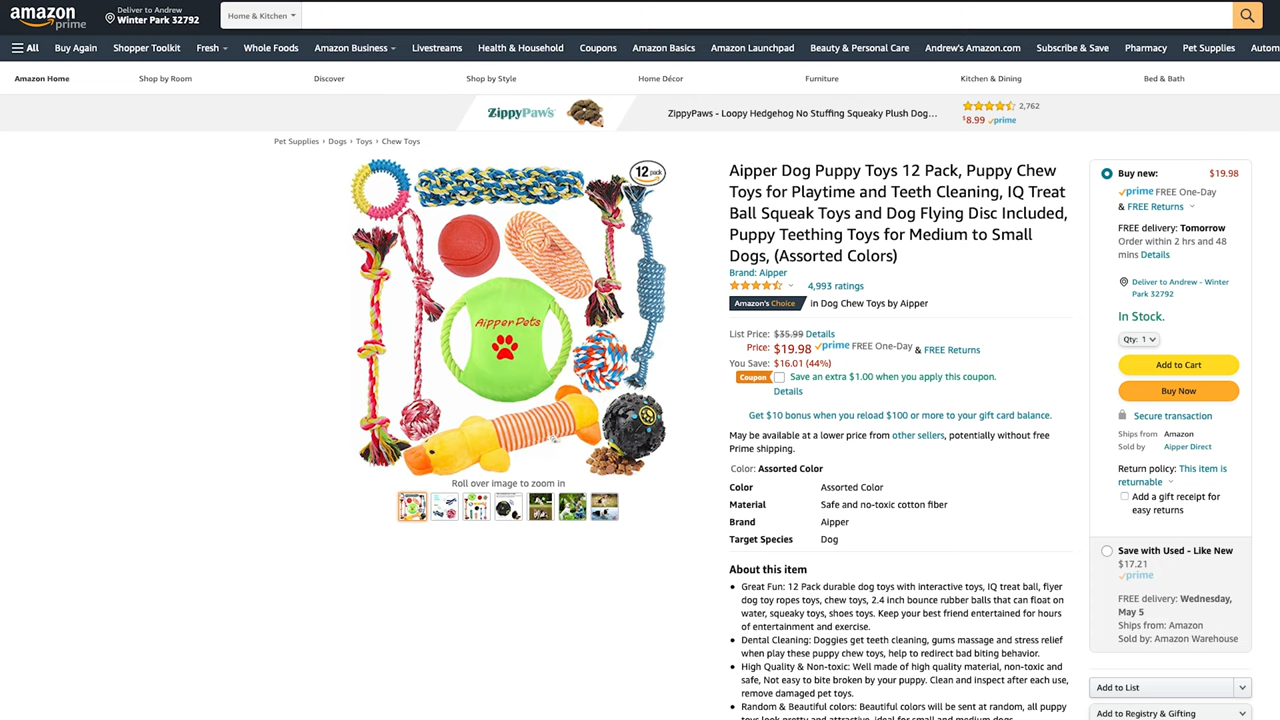 amazon
prime
Deliver to Andrew
Winter Park 32792
Home & Kitchen
All
Buy Again
Shopper Toolkit
Fresh
Whole Foods
Amazon Business
Livestreams
Health & Household
Coupons
Amazon Basics
Amazon Launchpad
Beauty & Personal Care
Andrew's Amazon.com
Subscribe & Save
Pharmacy
Pet Supplies
Autom
Amazon Home
Shop by Room
Discover
Shop by Style
Home Décor
Furniture
Kitchen & Dining
Bed & Bath
ZippyPaws
ZippyPaws - Loopy Hedgehog No Stuffing Squeaky Plush Dog...
2,762
$8.99 prime
Pet Supplies › Dogs › Toys › Chew Toys
12 pack
AipperPets
Roll over image to zoom in
Aipper Dog Puppy Toys 12 Pack, Puppy Chew
Toys for Playtime and Teeth Cleaning, IQ Treat
Ball Squeak Toys and Dog Flying Disc Included,
Puppy Teething Toys for Medium to Small
Dogs, (Assorted Colors)
Brand: Aipper
4,993 ratings
Amazon's Choice in Dog Chew Toys by Aipper
List Price: $35.99 Details
Price: $19.98 prime FREE One-Day & FREE Returns
You Save: $16.01 (44%)
Coupon Save an extra $1.00 when you apply this coupon.
Details
Get $10 bonus when you reload $100 or more to your gift card balance.
May be available at a lower price from other sellers, potentially without free
Prime shipping.
Color: Assorted Color
Color Assorted Color
Material Safe and no-toxic cotton fiber
Brand Aipper
Target Species Dog
About this item
Great Fun: 12 Pack durable dog toys with interactive toys, IQ treat ball, flyer
dog toy ropes toys, chew toys, 2.4 inch bounce rubber balls that can float on
water, squeaky toys, shoes toys. Keep your best friend entertained for hours
of entertainment and exercise.
Dental Cleaning: Doggies get teeth cleaning, gums massage and stress relief
when play these puppy chew toys, help to redirect bad biting behavior.
High Quality & Non-toxic: Well made of high quality material, non-toxic and
safe, Not easy to bite broken by your puppy. Clean and inspect after each use,
remove damaged pet toys.
Random & Beautiful colors: Beautiful colors will be sent at random, all puppy
toys look pretty and attractive, ideal for small and medium dogs.
Buy new: $19.98
prime FREE One-Day
& FREE Returns
FREE delivery: Tomorrow
Order within 2 hrs and 48
mins Details
Deliver to Andrew - Winter
Park 32792
In Stock.
Qty: 1
Add to Cart
Buy Now
Secure transaction
Ships from Amazon
Sold by Aipper Direct
Return policy: This item is
returnable
Add a gift receipt for
easy returns
Save with Used - Like New
$17.21
prime
FREE delivery: Wednesday,
May 5
Ships from: Amazon
Sold by: Amazon Warehouse
Add to List
Add to Registry & Gifting